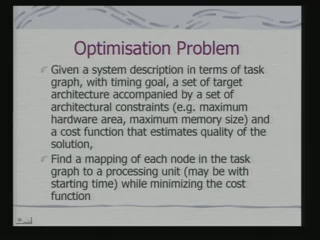 Optimisation Problem
Given a system description in terms of task
graph, with timing goal, a set of target
architecture accompanied by a set of
architectural constraints (e.g. maximum
hardware area, maximum memory size) and
a cost function that estimates quality of the
solution,
Find a mapping of each node in the task
graph to a processing unit (may be with
starting time) while minimizing the cost
function